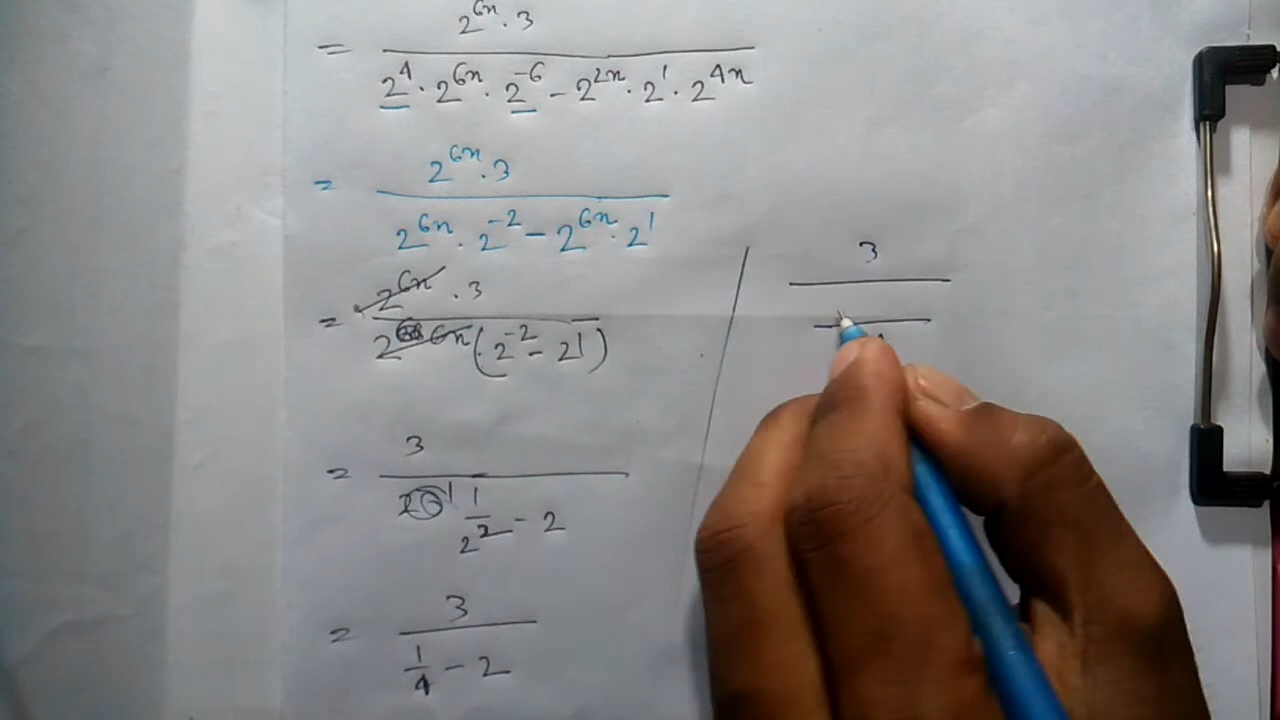 = 2^{6n} · 3 / 2^4 · 2^{6n} · 2^{-6} - 2^{2n} · 2^1 · 2^{4n}
= 2^{6n} · 3 / 2^{6n} · 2^{-2} - 2^{6n} · 2^1
= 2^{6n} · 3 / 2^{6n} (2^{-2} - 2^1)
= 3 / 1/2^2 - 2
= 3 / 1/4 - 2
3